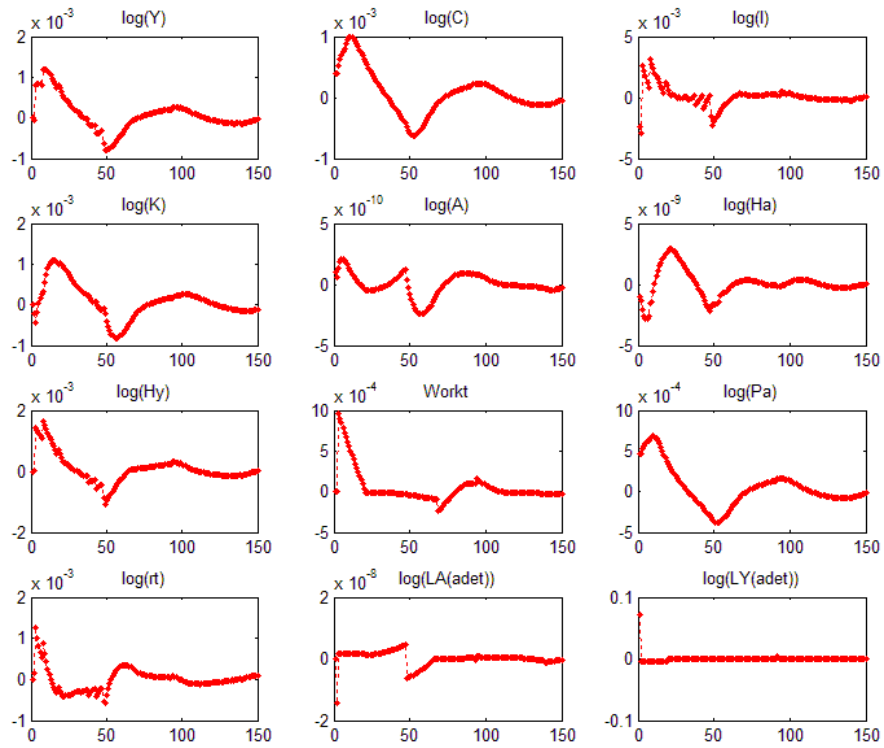 x 10^-3 log(Y)
2
1
0
-1
0 50 100 150
x 10^-3 log(C)
1
0
-1
0 50 100 150
x 10^-3 log(I)
5
0
-5
0 50 100 150
x 10^-3 log(K)
2
1
0
-1
0 50 100 150
x 10^-10 log(A)
5
0
-5
0 50 100 150
x 10^-9 log(Ha)
5
0
-5
0 50 100 150
x 10^-3 log(Hy)
2
0
-2
0 50 100 150
x 10^-4 Workt
10
5
0
-5
0 50 100 150
x 10^-4 log(Pa)
10
5
0
-5
0 50 100 150
x 10^-3 log(rt)
2
1
0
-1
0 50 100 150
x 10^-8 log(LA(adet))
2
0
-2
0 50 100 150
log(LY(adet))
0.1
0
-0.1
0 50 100 150